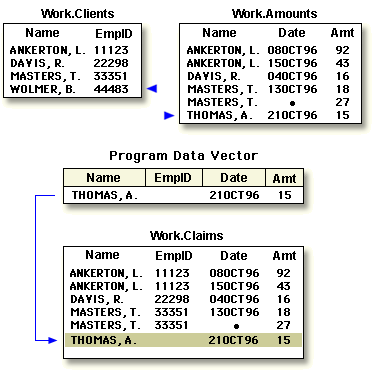 Work.Clients
Name EmpID
ANKERTON, L. 11123
DAVIS, R. 22298
MASTERS, T. 33351
WOLMER, B. 44483
Work.Amounts
Name Date Amt
ANKERTON, L. 08OCT96 92
ANKERTON, L. 15OCT96 43
DAVIS, R. 04OCT96 16
MASTERS, T. 13OCT96 18
MASTERS, T. • 27
THOMAS, A. 21OCT96 15
Program Data Vector
Name EmpID Date Amt
THOMAS, A. 21OCT96 15
Work.Claims
Name EmpID Date Amt
ANKERTON, L. 11123 08OCT96 92
ANKERTON, L. 11123 15OCT96 43
DAVIS, R. 22298 04OCT96 16
MASTERS, T. 33351 13OCT96 18
MASTERS, T. 33351 • 27
THOMAS, A. 21OCT96 15